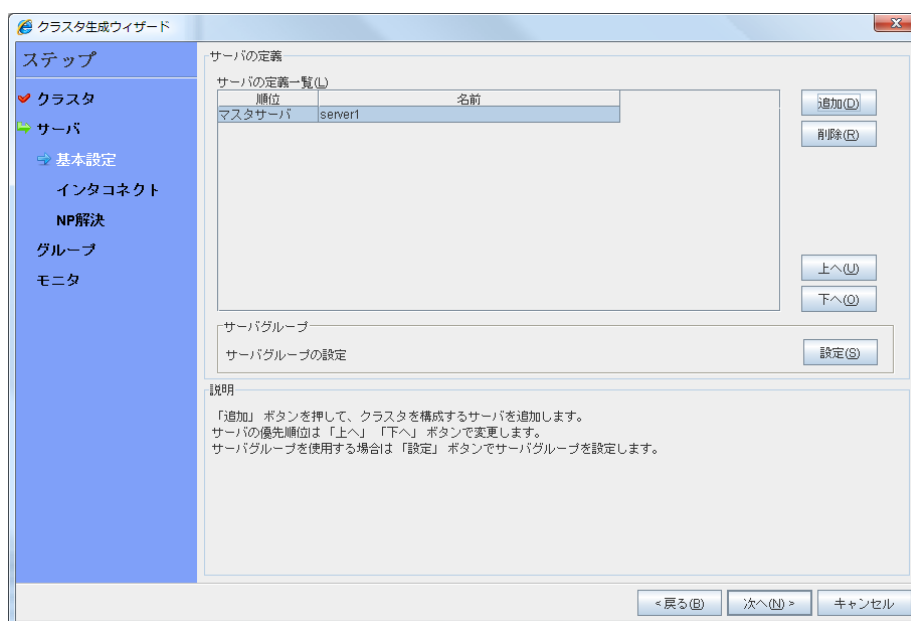 クラスタ生成ウィザード
ステップ
クラスタ
サーバ
基本設定
インタコネクト
NP解決
グループ
モニタ
サーバの定義
サーバの定義一覧(L)
順位 名前
マスタサーバ server1
追加(D)
削除(R)
上へ(U)
下へ(O)
サーバグループ
サーバグループの設定
設定(S)
説明
「追加」ボタンを押して、クラスタを構成するサーバを追加します。
サーバの優先順位は「上へ」「下へ」ボタンで変更します。
サーバグループを使用する場合は「設定」ボタンでサーバグループを設定します。
<戻る(B) 次へ(N)> キャンセル